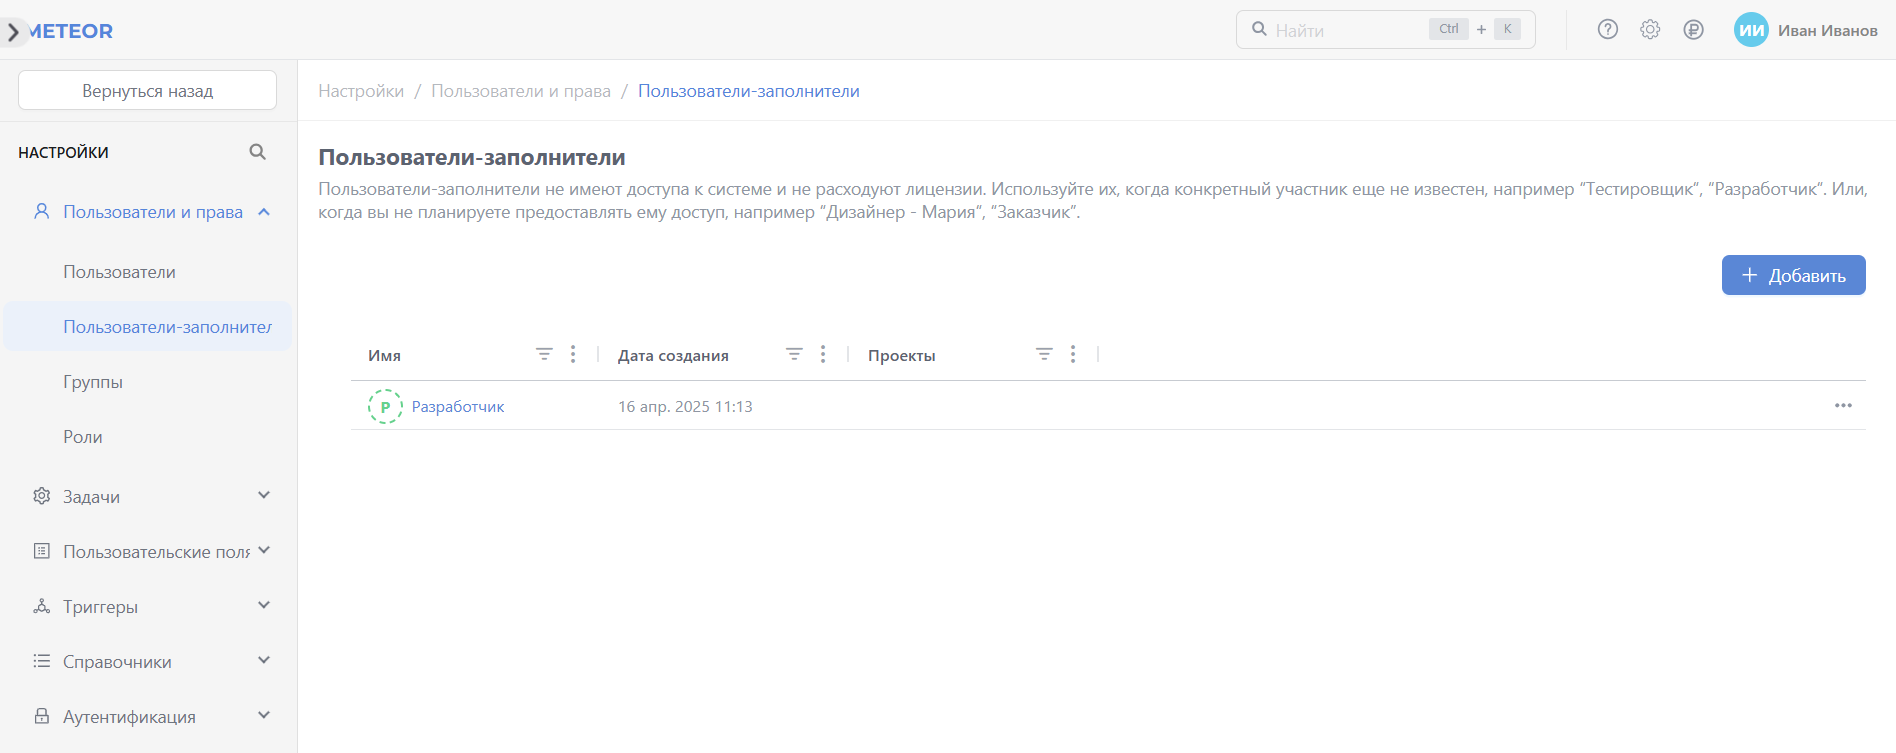 METEOR
Найти
Ctrl + K
ИИ Иван Иванов
Вернуться назад
НАСТРОЙКИ
Пользователи и права
Пользователи
Пользователи-заполнител
Группы
Роли
Задачи
Пользовательские поля
Триггеры
Справочники
Аутентификация
Настройки / Пользователи и права / Пользователи-заполнители
Пользователи-заполнители
Пользователи-заполнители не имеют доступа к системе и не расходуют лицензии. Используйте их, когда конкретный участник еще не известен, например “Тестировщик”, “Разработчик”. Или,
когда вы не планируете предоставлять ему доступ, например “Дизайнер - Мария”, “Заказчик”.
+ Добавить
Имя Дата создания Проекты
Р Разработчик 16 апр. 2025 11:13